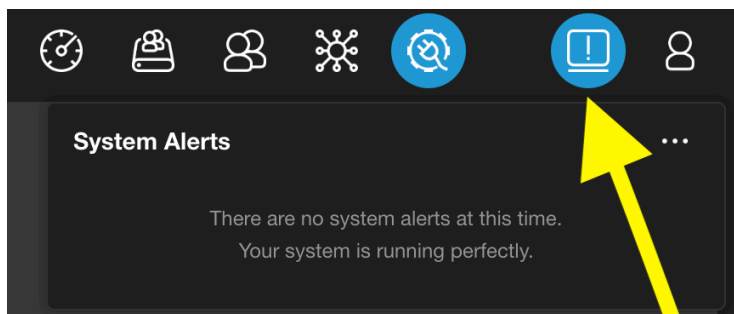 System Alerts
There are no system alerts at this time.
Your system is running perfectly.